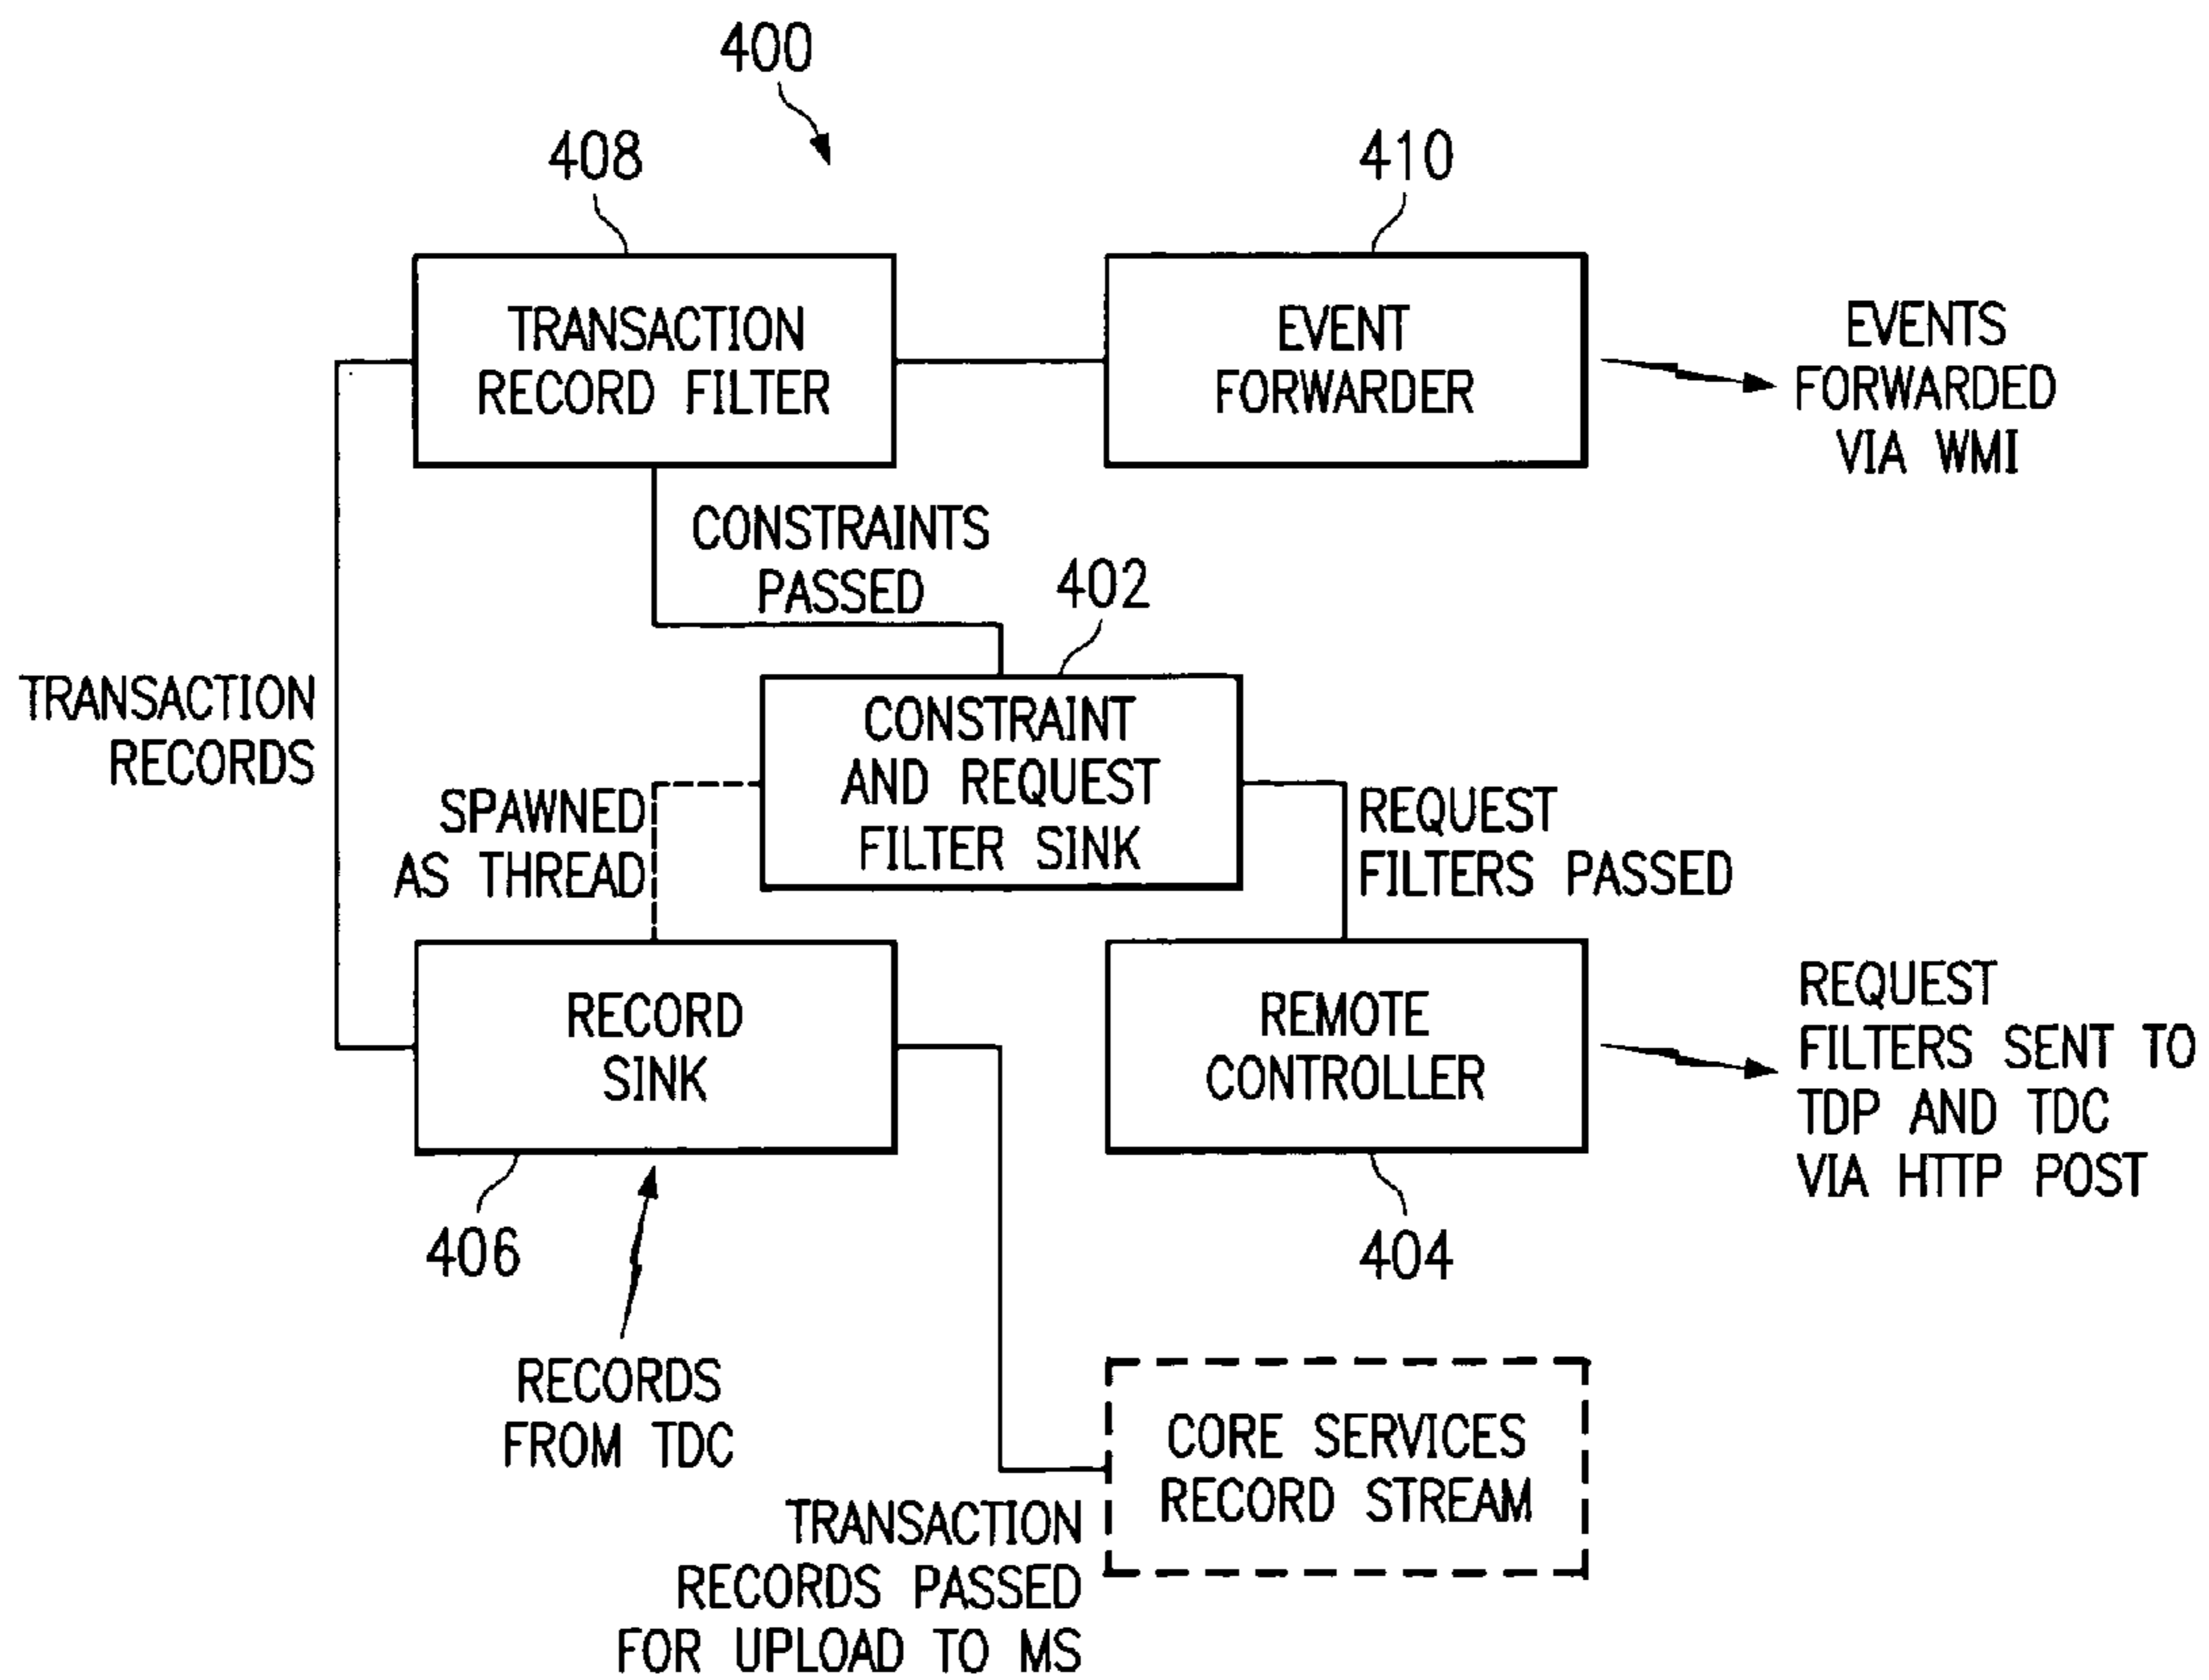 400
408
410
TRANSACTION
RECORD FILTER
EVENT
FORWARDER
EVENTS
FORWARDED
VIA WMI
CONSTRAINTS
PASSED
402
TRANSACTION
RECORDS
CONSTRAINT
AND REQUEST
FILTER SINK
SPAWNED
AS THREAD
REQUEST
FILTERS PASSED
RECORD
SINK
REMOTE
CONTROLLER
REQUEST
FILTERS SENT TO
TDP AND TDC
VIA HTTP POST
406
404
RECORDS
FROM TDC
CORE SERVICES
RECORD STREAM
TRANSACTION
RECORDS PASSED
FOR UPLOAD TO MS